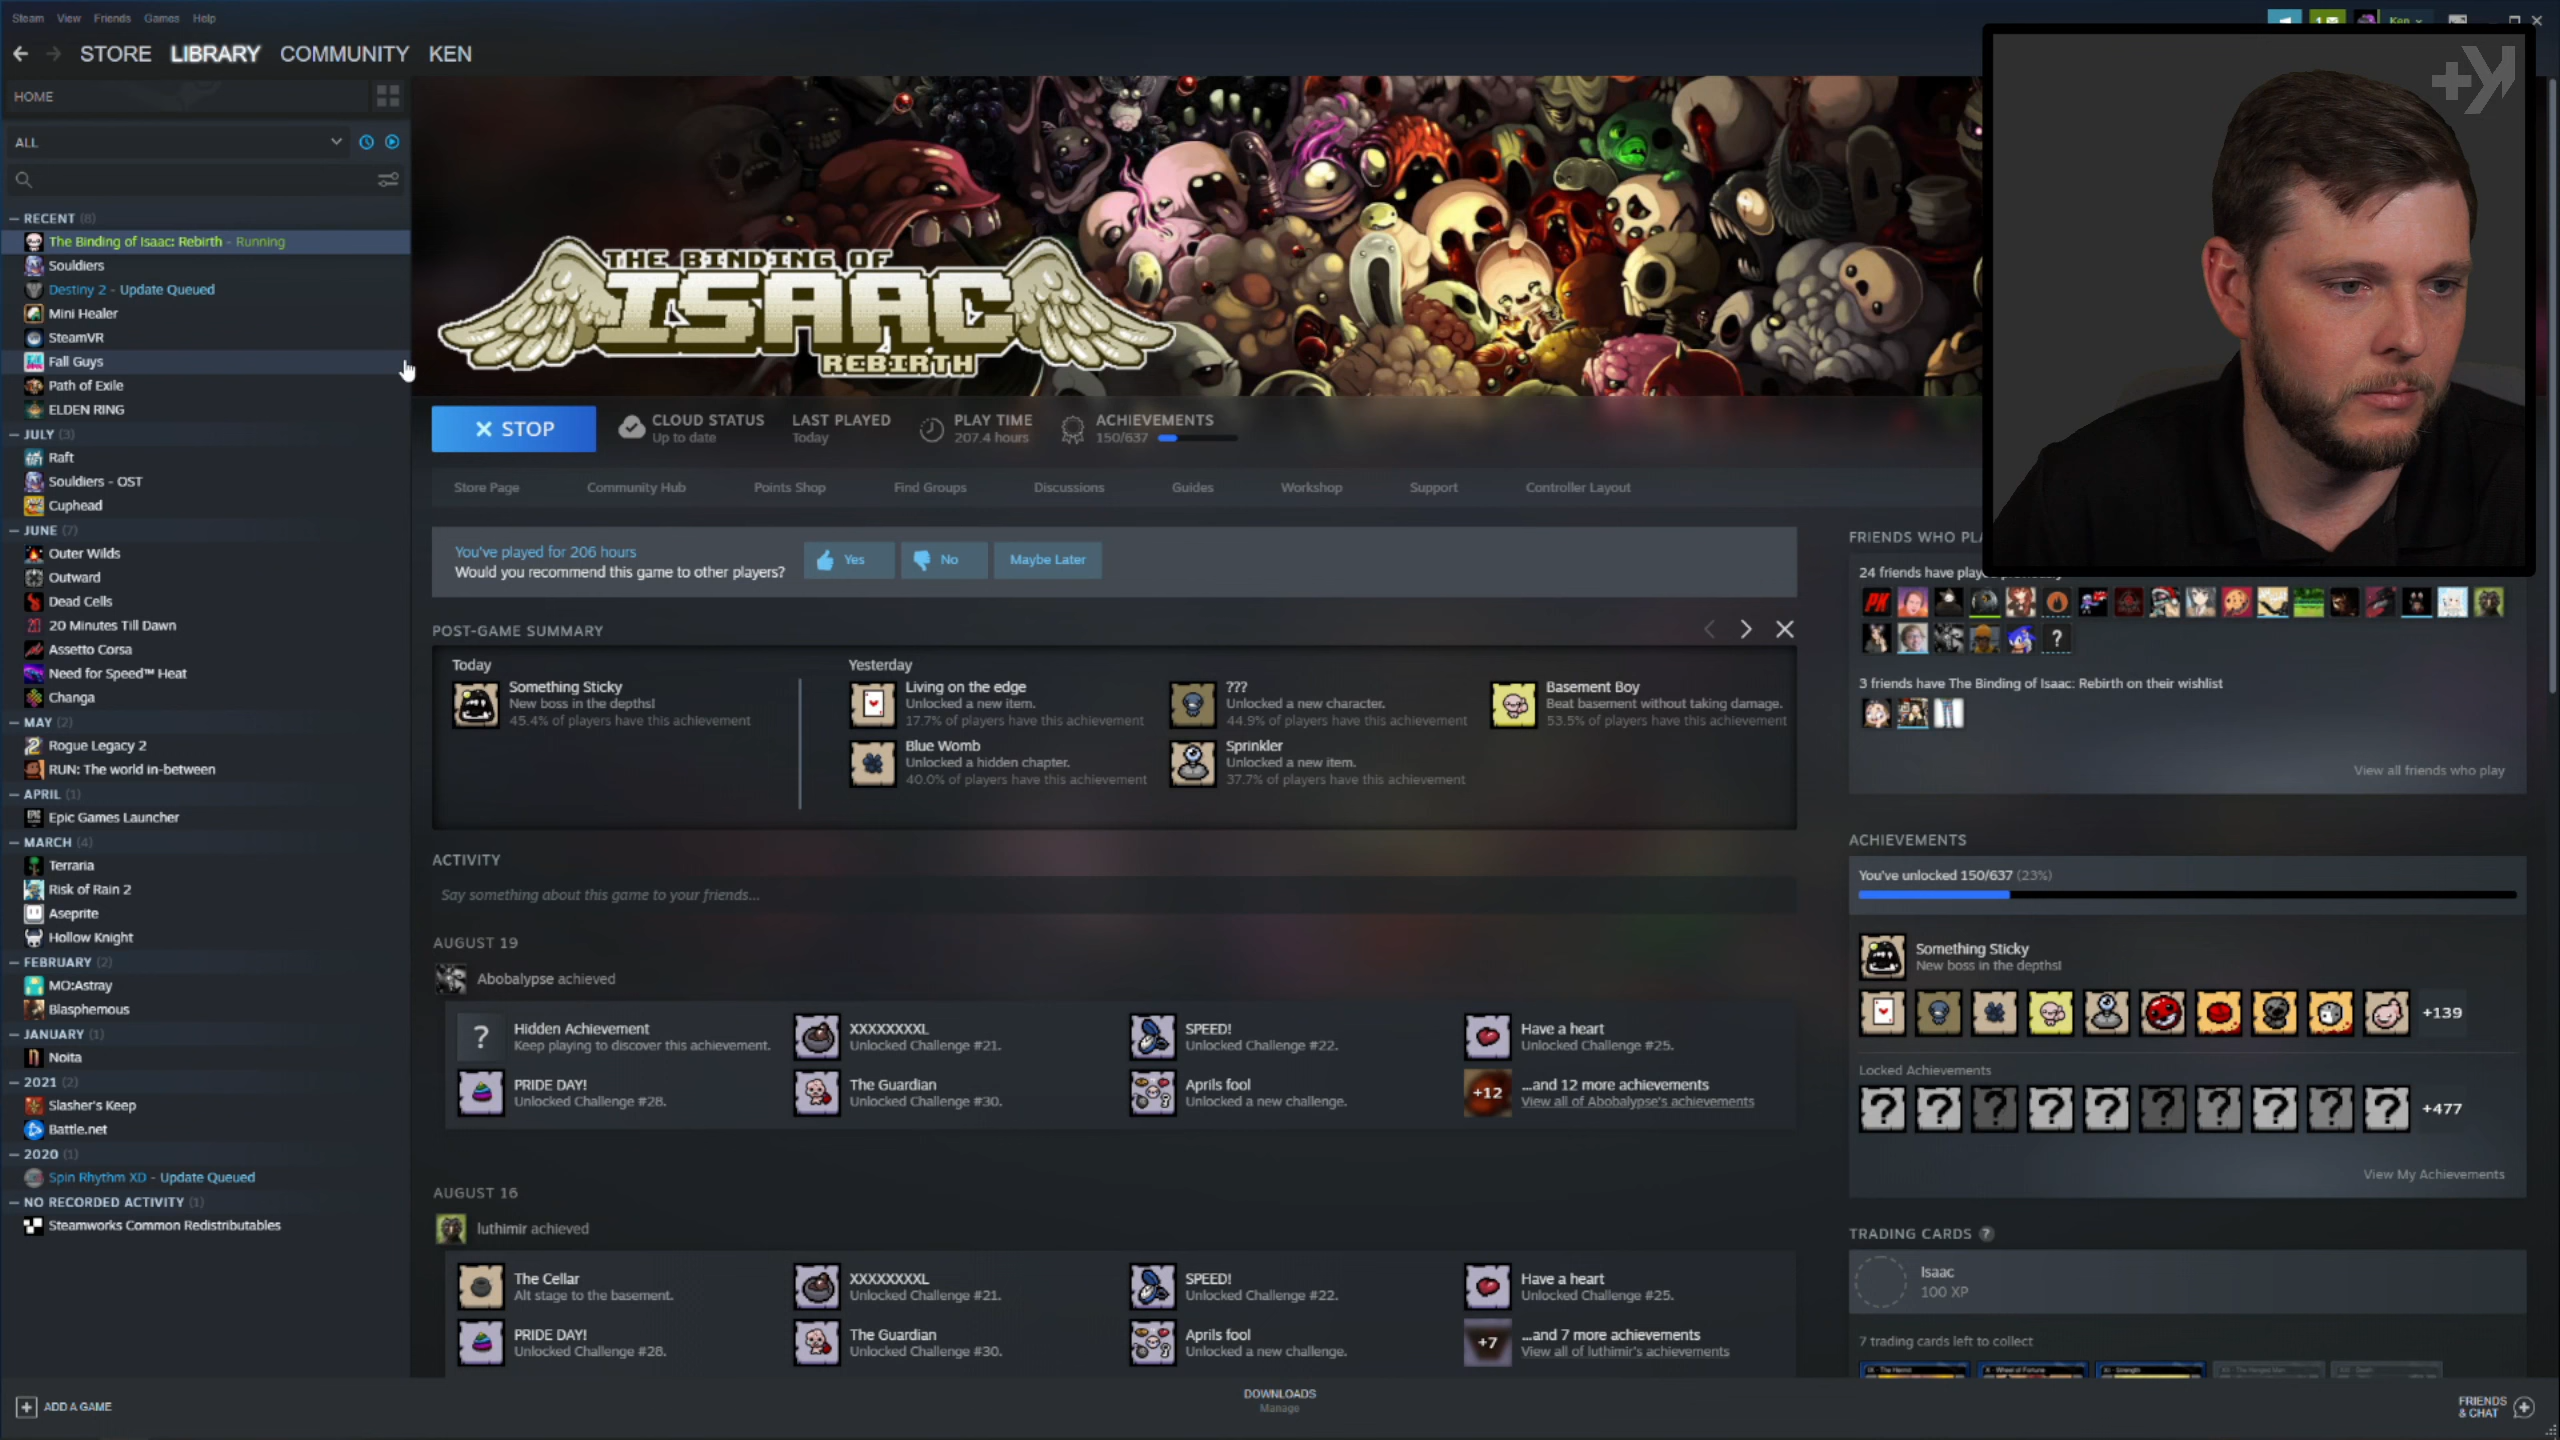 Steam View Friends Games Help
Ken
STORE LIBRARY COMMUNITY KEN
HOME
ALL
RECENT (8)
The Binding of Isaac: Rebirth - Running
Souldiers
Destiny 2 - Update Queued
Mini Healer
SteamVR
Fall Guys
Path of Exile
ELDEN RING
JULY (3)
Raft
Souldiers - OST
Cuphead
JUNE (7)
Outer Wilds
Outward
Dead Cells
20 Minutes Till Dawn
Assetto Corsa
Need for Speed™ Heat
Changa
MAY (2)
Rogue Legacy 2
RUN: The world in-between
APRIL (1)
Epic Games Launcher
MARCH (4)
Terraria
Risk of Rain 2
Aseprite
Hollow Knight
FEBRUARY (2)
MO:Astray
Blasphemous
JANUARY (1)
Noita
2021 (2)
Slasher's Keep
Battle.net
2020 (1)
Spin Rhythm XD - Update Queued
NO RECORDED ACTIVITY (1)
Steamworks Common Redistributables
ADD A GAME
THE BINDING OF
ISAAC
REBIRTH
STOP
CLOUD STATUS
Up to date
LAST PLAYED
Today
PLAY TIME
207.4 hours
ACHIEVEMENTS
150/637
Store Page Community Hub Points Shop Find Groups Discussions Guides Workshop Support Controller Layout
You've played for 206 hours
Would you recommend this game to other players?
Yes No Maybe Later
POST-GAME SUMMARY
Today
Something Sticky
New boss in the depths!
45.4% of players have this achievement
Yesterday
Living on the edge
Unlocked a new item.
17.7% of players have this achievement
???
Unlocked a new character.
44.9% of players have this achievement
Basement Boy
Beat basement without taking damage.
53.5% of players have this achievement
Blue Womb
Unlocked a hidden chapter.
40.0% of players have this achievement
Sprinkler
Unlocked a new item.
37.7% of players have this achievement
ACTIVITY
Say something about this game to your friends...
AUGUST 19
Abobalypse achieved
Hidden Achievement
Keep playing to discover this achievement.
XXXXXXXXL
Unlocked Challenge #21.
SPEED!
Unlocked Challenge #22.
Have a heart
Unlocked Challenge #25.
PRIDE DAY!
Unlocked Challenge #28.
The Guardian
Unlocked Challenge #30.
Aprils fool
Unlocked a new challenge.
+12
...and 12 more achievements
View all of Abobalypse's achievements
AUGUST 16
luthimir achieved
The Cellar
Alt stage to the basement.
XXXXXXXXL
Unlocked Challenge #21.
SPEED!
Unlocked Challenge #22.
Have a heart
Unlocked Challenge #25.
PRIDE DAY!
Unlocked Challenge #28.
The Guardian
Unlocked Challenge #30.
Aprils fool
Unlocked a new challenge.
+7
...and 7 more achievements
View all of luthimir's achievements
DOWNLOADS
Manage
FRIENDS WHO PLA
24 friends have played previously
PK
?
3 friends have The Binding of Isaac: Rebirth on their wishlist
View all friends who play
ACHIEVEMENTS
You've unlocked 150/637 (23%)
Something Sticky
New boss in the depths!
+139
Locked Achievements
+477
View My Achievements
TRADING CARDS ?
Isaac
100 XP
7 trading cards left to collect
FRIENDS
& CHAT